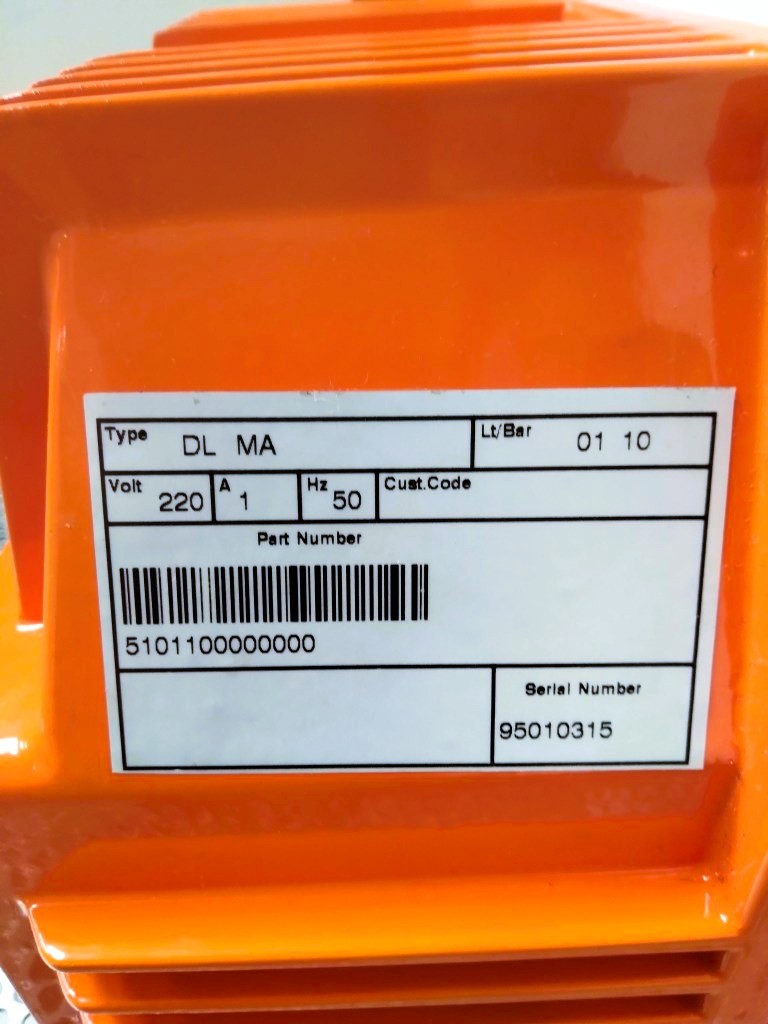 Type DL MA Lt/Bar 01 10
Volt 220 A 1 Hz 50 Cust.Code
Part Number
5101100000000
Serial Number
95010315